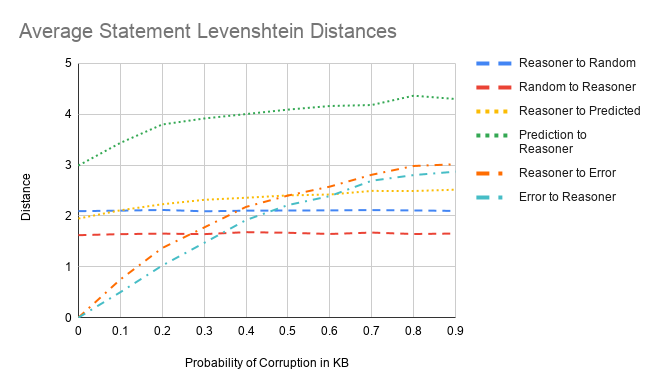 Average Statement Levenshtein Distances
5
4
3
2
1
0
Distance
0 0.1 0.2 0.3 0.4 0.5 0.6 0.7 0.8 0.9
Probability of Corruption in KB
Reasoner to Random
Random to Reasoner
Reasoner to Predicted
Prediction to
Reasoner
Reasoner to Error
Error to Reasoner